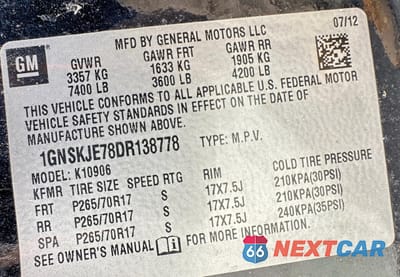 MFD BY GENERAL MOTORS LLC 07/12
GM
GVWR GAWR FRT GAWR RR
3357 KG 1633 KG 1905 KG
7400 LB 3600 LB 4200 LB
THIS VEHICLE CONFORMS TO ALL APPLICABLE U.S. FEDERAL MOTOR
VEHICLE SAFETY STANDARDS IN EFFECT ON THE DATE OF
MANUFACTURE SHOWN ABOVE.
1GNSKJE78DR138778 TYPE: M.P.V.
MODEL: K10906
KFMR TIRE SIZE SPEED RTG RIM COLD TIRE PRESSURE
FRT P265/70R17 S 17X7.5J 210KPA(30PSI)
RR P265/70R17 S 17X7.5J 210KPA(30PSI)
SPA P265/70R17 S 17X7.5J 240KPA(35PSI)
SEE OWNER'S MANUAL FOR MORE INFORMATION.
66 NEXTCAR